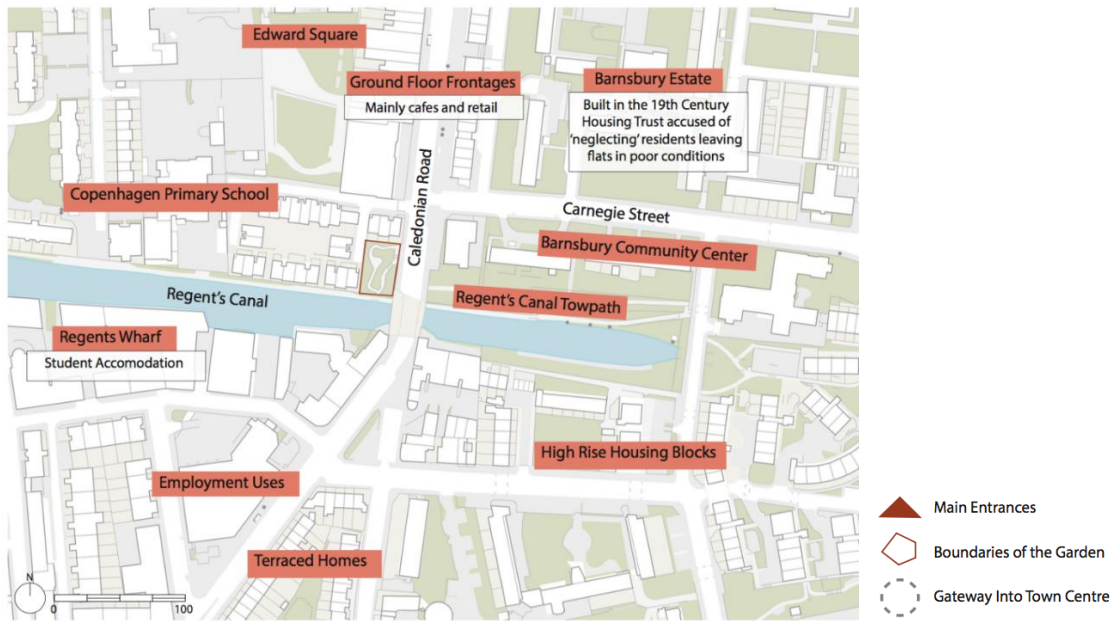 Edward Square
Ground Floor Frontages
Mainly cafes and retail
Barnsbury Estate
Built in the 19th Century
Housing Trust accused of
'neglecting' residents leaving
flats in poor conditions
Caledonian Road
Copenhagen Primary School
Carnegie Street
Barnsbury Community Center
Regent's Canal
Regent's Canal Towpath
Regents Wharf
Student Accomodation
High Rise Housing Blocks
Employment Uses
Terraced Homes
N
0 100
Main Entrances
Boundaries of the Garden
Gateway Into Town Centre